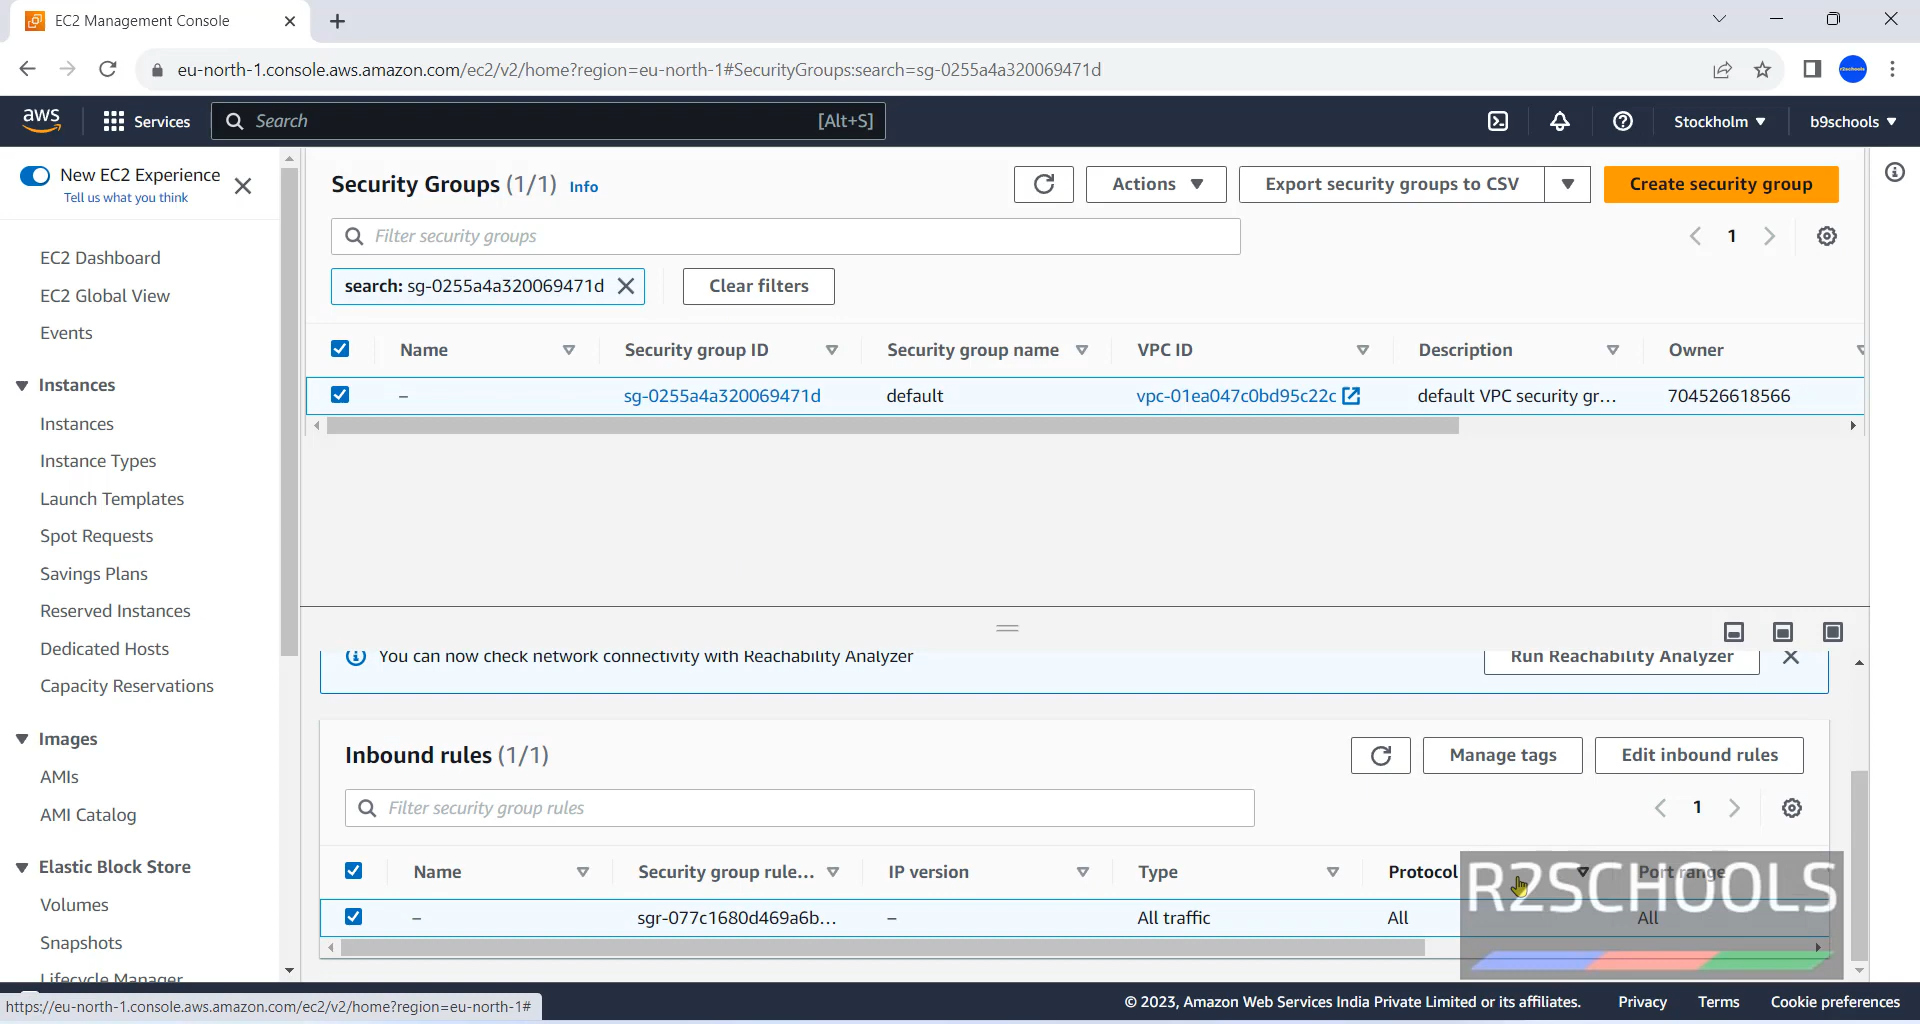 EC2 Management Console
eu-north-1.console.aws.amazon.com/ec2/v2/home?region=eu-north-1#SecurityGroups:search=sg-0255a4a320069471d
r2schools
aws Services Search [Alt+S] Stockholm b9schools
New EC2 Experience
Tell us what you think
EC2 Dashboard
EC2 Global View
Events
Instances
Instances
Instance Types
Launch Templates
Spot Requests
Savings Plans
Reserved Instances
Dedicated Hosts
Capacity Reservations
Images
AMIs
AMI Catalog
Elastic Block Store
Volumes
Snapshots
Lifecycle Manager
Security Groups (1/1) Info
Actions
Export security groups to CSV
Create security group
Filter security groups
1
search: sg-0255a4a320069471d
Clear filters
Name Security group ID Security group name VPC ID Description Owner
– sg-0255a4a320069471d default vpc-01ea047c0bd95c22c default VPC security gr... 704526618566
You can now check network connectivity with Reachability Analyzer
Run Reachability Analyzer
Inbound rules (1/1)
Manage tags
Edit inbound rules
Filter security group rules
1
Name Security group rule... IP version Type Protocol Port range
– sgr-077c1680d469a6b... – All traffic All All
R2SCHOOLS
https://eu-north-1.console.aws.amazon.com/ec2/v2/home?region=eu-north-1#
© 2023, Amazon Web Services India Private Limited or its affiliates. Privacy Terms Cookie preferences